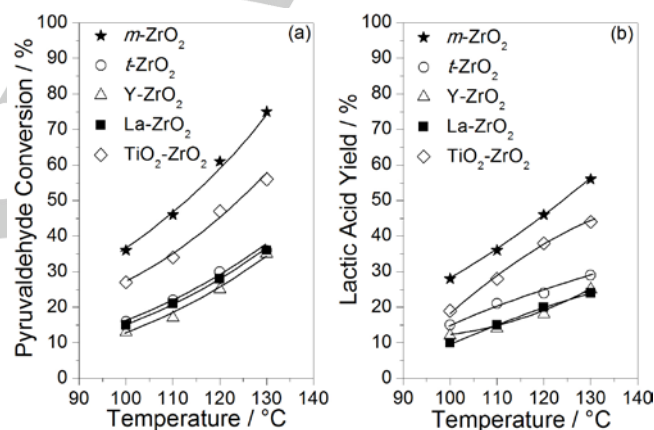 (a)
m-ZrO₂
t-ZrO₂
Y-ZrO₂
La-ZrO₂
TiO₂-ZrO₂
Pyruvaldehyde Conversion / %
100
90
80
70
60
50
40
30
20
10
0
90 100 110 120 130 140
Temperature / °C
(b)
m-ZrO₂
t-ZrO₂
Y-ZrO₂
La-ZrO₂
TiO₂-ZrO₂
Lactic Acid Yield / %
100
90
80
70
60
50
40
30
20
10
0
90 100 110 120 130 140
Temperature / °C